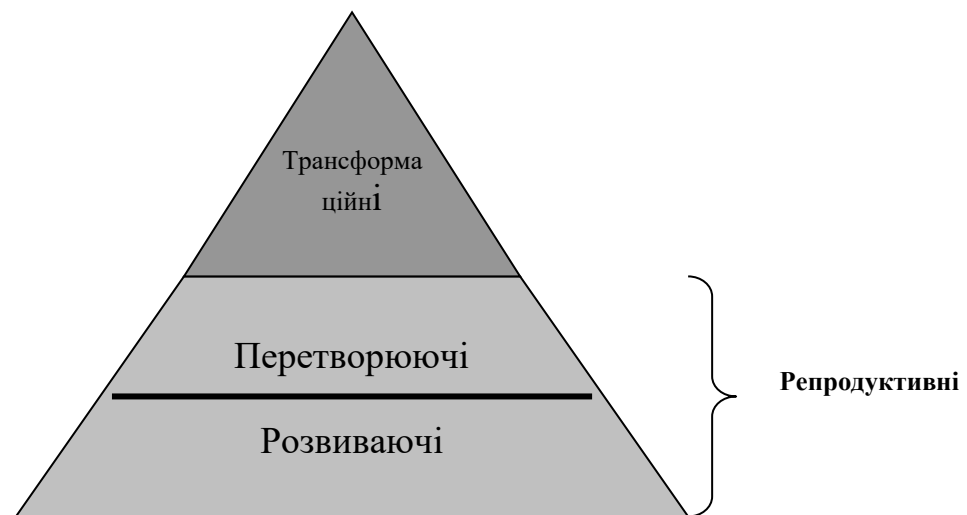 Трансформа
ційні
Перетворюючі
Репродуктивні
Розвиваючі